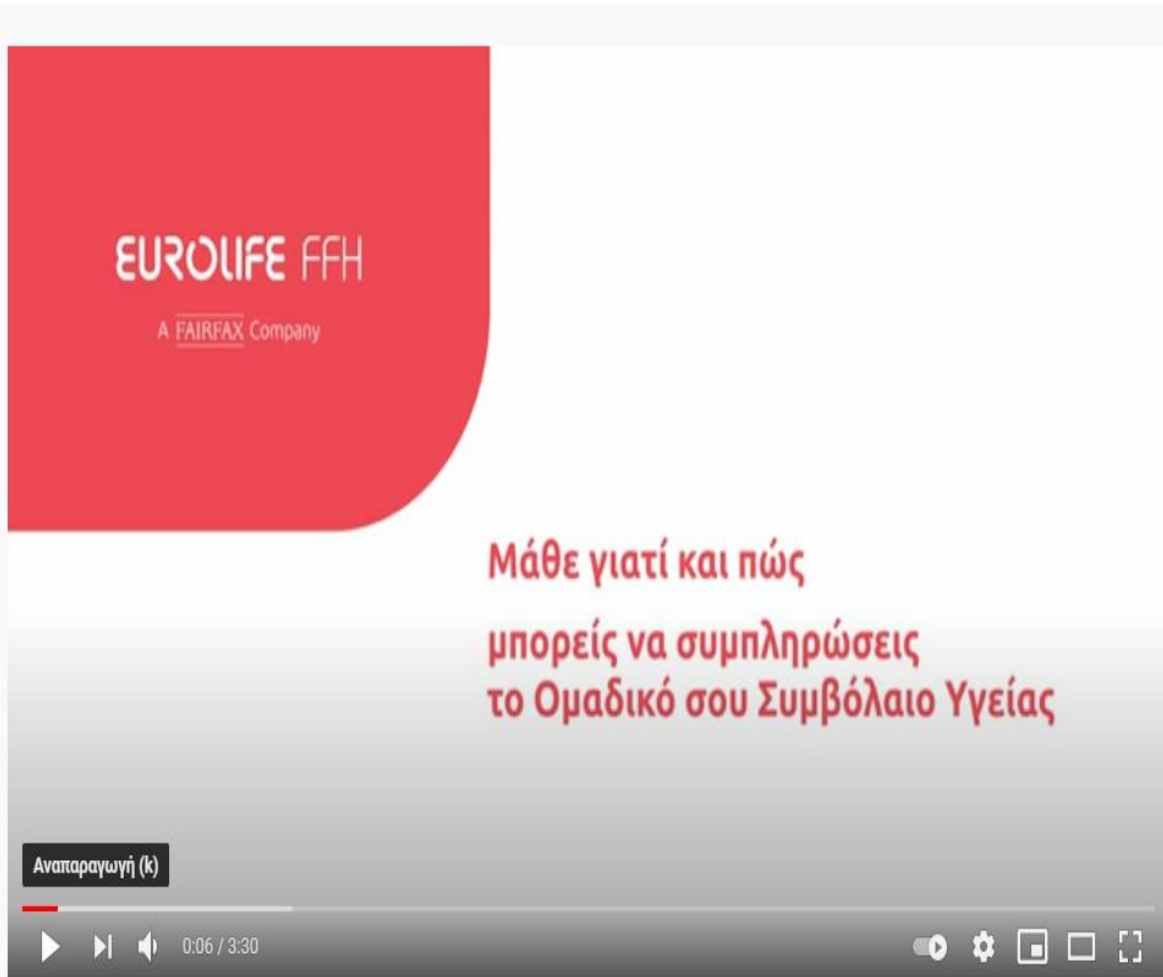 EUROLIFE FFH
A FAIRFAX Company
Μάθε γιατί και πώς
μπορείς να συμπληρώσεις
το Ομαδικό σου Συμβόλαιο Υγείας
Αναπαραγωγή (k)
0:06 / 3:30